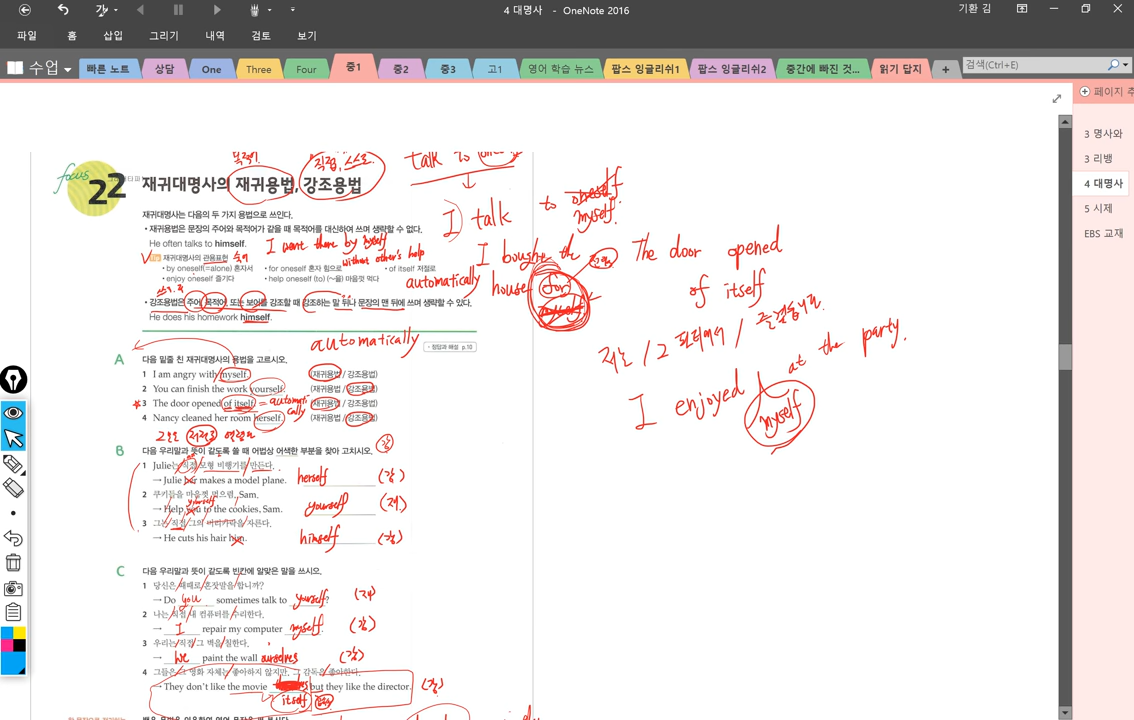 4 대명사 - OneNote 2016
기환 김
파일 홈 삽입 그리기 내역 검토 보기
수업 빠른 노트 상담 One Three Four 중1 중2 중3 고1 영어 학습 뉴스 팝스 잉글리쉬1 팝스 잉글리쉬2 중간에 빠진 것... 읽기 답지 + 검색(Ctrl+E)
페이지 추
3 명사와
3 리뱅
4 대명사
5 시제
EBS 교재
목적어 직접, 스스로 talk to
focus 22 재귀대명사의 재귀용법, 강조용법
I talk to myself.
재귀대명사는 다음의 두 가지 용법으로 쓰인다.
• 재귀용법은 문장의 주어와 목적어가 같을 때 목적어를 대신하여 쓰며 생략할 수 없다.
He often talks to himself. I went there by myself
without other's help
재귀대명사의 관용표현 숙어
• by oneself(=alone) 혼자서 • for oneself 혼자 힘으로 • of itself 저절로
• enjoy oneself 즐기다 • help oneself (to) (~을) 마음껏 먹다
automatically
I bought the house for myself
The door opened of itself
• 강조용법은 주어, 목적어 또는 보어를 강조할 때 강조하는 말 뒤나 문장의 맨 뒤에 쓰며 생략할 수 있다.
He does his homework himself.
automatically
정답과 해설 p.10
저는 / 그 파티에서 /
I enjoyed myself at the party.
A 다음 밑줄 친 재귀대명사의 용법을 고르시오.
1 I am angry with myself. (재귀용법 / 강조용법)
2 You can finish the work yourself. (재귀용법 / 강조용법)
3 The door opened of itself. = automatically (재귀용법 / 강조용법)
4 Nancy cleaned her room herself. (재귀용법 / 강조용법)
저절로
B 다음 우리말과 뜻이 같도록 쓸 때 어법상 어색한 부분을 찾아 고치시오. (강)
1 Julie는 직접 모형 비행기를 만든다.
→ Julie her makes a model plane. herself (강)
2 쿠키들을 마음껏 먹으렴, Sam.
yourself
→ Help you to the cookies, Sam. yourself (재)
3 그는 직접 그의 머리카락을 자른다.
→ He cuts his hair him. himself (강)
C 다음 우리말과 뜻이 같도록 빈칸에 알맞은 말을 쓰시오.
1 당신은 때때로 혼잣말을 합니까?
→ Do you sometimes talk to yourself? (재)
2 나는 직접 내 컴퓨터를 수리한다.
→ I repair my computer myself. (강)
3 우리는 직접 그 벽을 칠한다.
→ We paint the wall ourselves (강)
4 그들은 그 영화 자체는 좋아하지 않지만, 그 감독을 좋아한다.
→ They don't like the movie but they like the director. (강)
itself